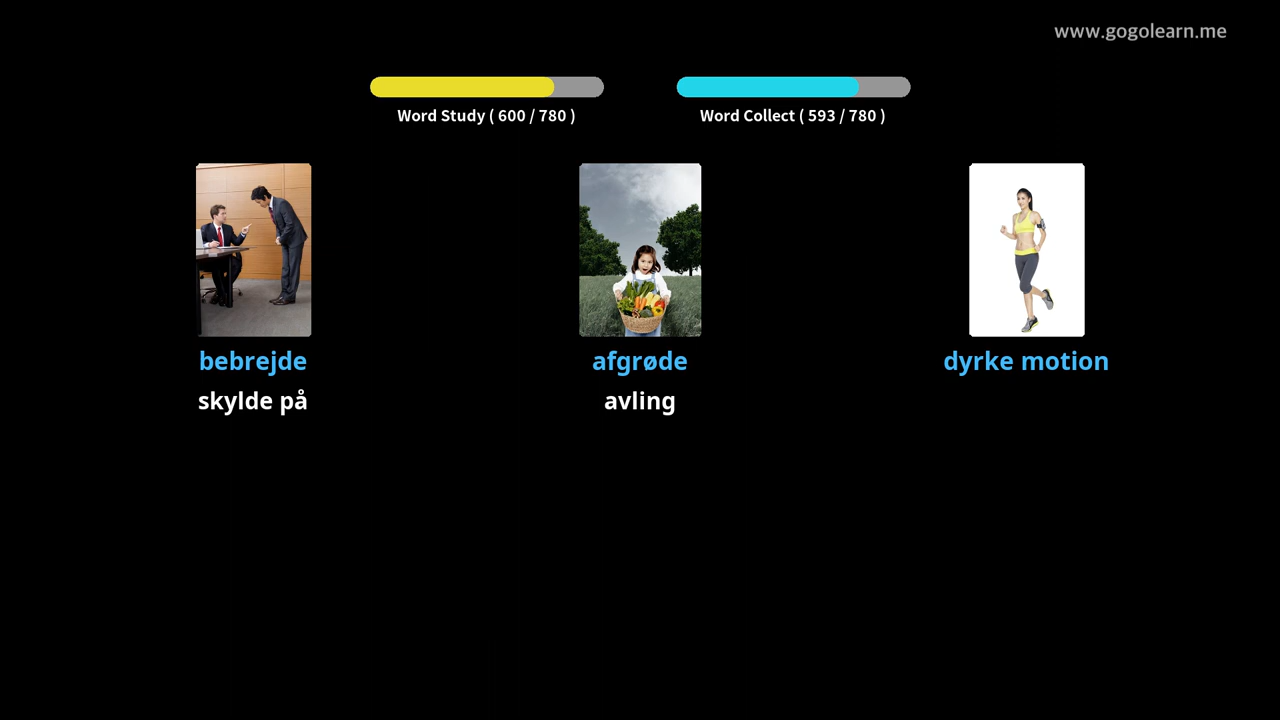 www.gogolearn.me
Word Study ( 600 / 780 )
Word Collect ( 593 / 780 )
bebrejde
afgrøde
dyrke motion
skylde på
avling